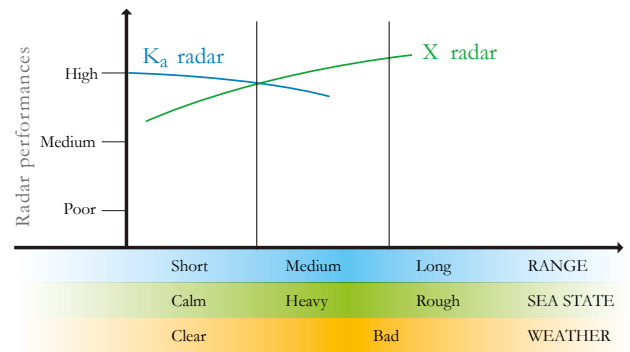 Radar performances
Kₐ radar
X radar
High
Medium
Poor
Short Medium Long RANGE
Calm Heavy Rough SEA STATE
Clear Bad WEATHER